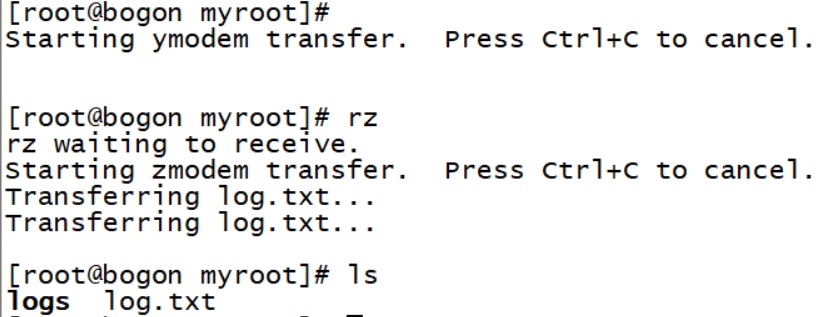 [root@bogon myroot]#
Starting ymodem transfer.  Press Ctrl+C to cancel.
[root@bogon myroot]# rz
rz waiting to receive.
Starting zmodem transfer.  Press Ctrl+C to cancel.
Transferring log.txt...
Transferring log.txt...
[root@bogon myroot]# ls
logs  log.txt